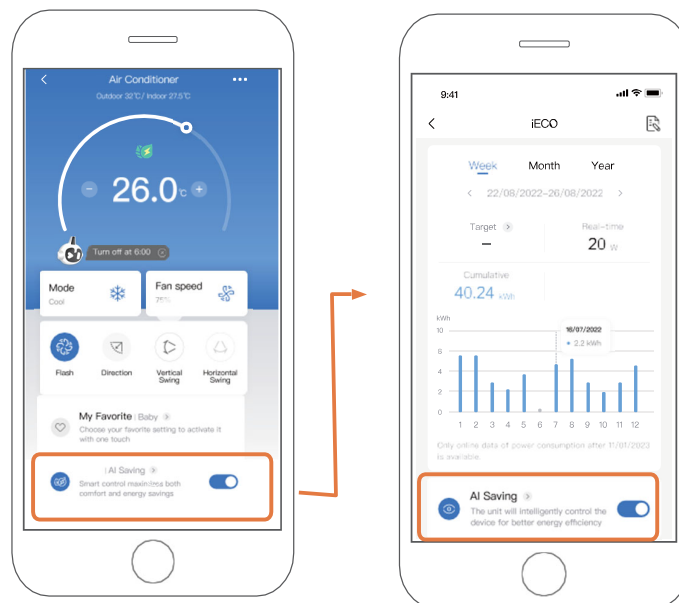 Air Conditioner
Outdoor 32°C / Indoor 27.5°C
26.0°C
Turn off at 6:00
Mode
Cool
Fan speed
Flash
Direction
Vertical
Swing
Horizontal
Swing
My Favorite | Baby
Choose your favorite setting to activate it
with one touch
| AI Saving
Smart control maximizes both
comfort and energy savings
9:41
iECO
Week Month Year
22/08/2022-26/08/2022
Target
Real-time
–
20 W
Cumulative
40.24 kWh
kWh
10
6
4
2
0
16/07/2022
2.2 kWh
1 2 3 4 5 6 7 8 9 10 11 12
Only online data of power consumption after 11/01/2023
is available
AI Saving
The unit will intelligently control the
device for better energy efficiency